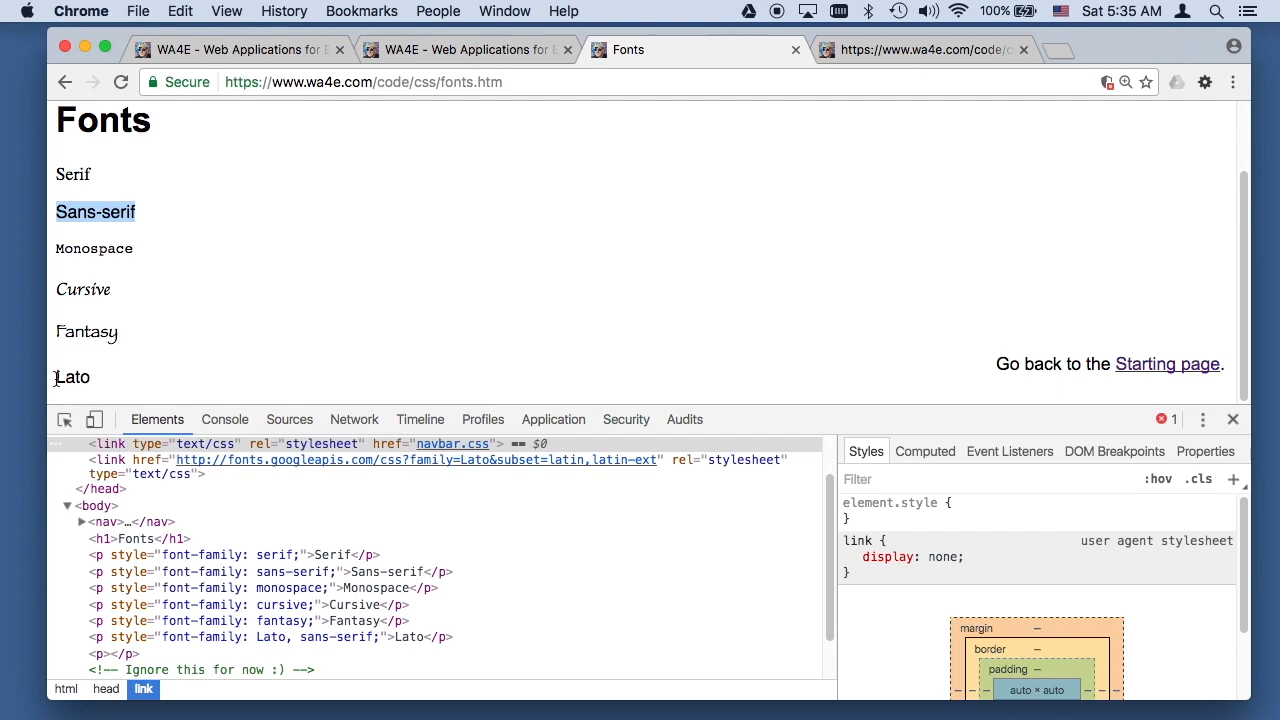 Chrome File Edit View History Bookmarks People Window Help 100% Sat 5:35 AM
WA4E - Web Applications for E
WA4E - Web Applications for E
Fonts
https://www.wa4e.com/code/c
Secure https://www.wa4e.com/code/css/fonts.htm
Fonts
Serif
Sans-serif
Monospace
Cursive
Fantasy
Go back to the Starting page.
Lato
Elements Console Sources Network Timeline Profiles Application Security Audits 1
<link type="text/css" rel="stylesheet" href="navbar.css"> == $0
<link href="http://fonts.googleapis.com/css?family=Lato&subset=latin,latin-ext" rel="stylesheet"
type="text/css">
</head>
<body>
<nav>…</nav>
<h1>Fonts</h1>
<p style="font-family: serif;">Serif</p>
<p style="font-family: sans-serif;">Sans-serif</p>
<p style="font-family: monospace;">Monospace</p>
<p style="font-family: cursive;">Cursive</p>
<p style="font-family: fantasy;">Fantasy</p>
<p style="font-family: Lato, sans-serif;">Lato</p>
<p></p>
<!-- Ignore this for now :) -->
html head link
Styles Computed Event Listeners DOM Breakpoints Properties
Filter :hov .cls +
element.style {
}
link { user agent stylesheet
display: none;
}
margin –
border –
padding –
– – – auto × auto – – –